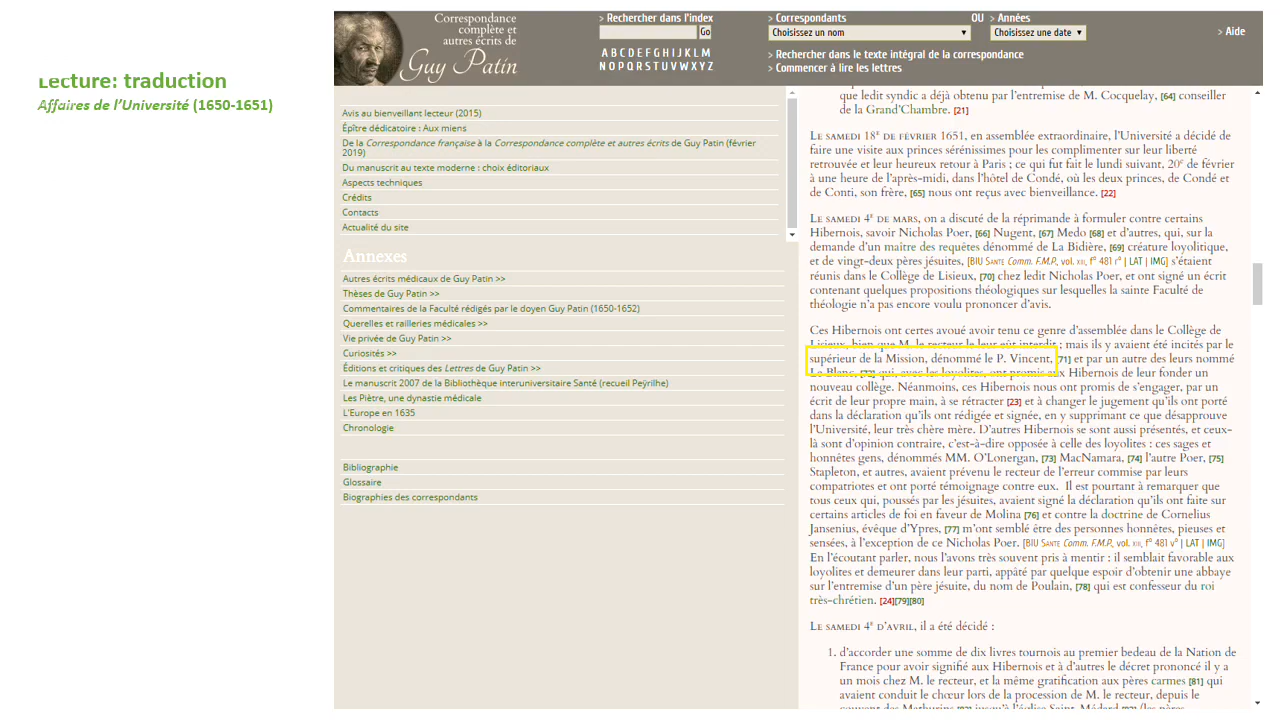 Lecture: traduction
Affaires de l'Université (1650-1651)
Correspondance
complète et
autres écrits de
Guy Patin
> Rechercher dans l'index
Go
A B C D E F G H I J K L M
N O P Q R S T U V W X Y Z
> Correspondants
OU
> Années
Choisissez un nom
Choisissez une date
> Aide
> Rechercher dans le texte intégral de la correspondance
> Commencer à lire les lettres
Avis au bienveillant lecteur (2015)
Épître dédicatoire : Aux miens
De la Correspondance française à la Correspondance complète et autres écrits de Guy Patin (février
2019)
Du manuscrit au texte moderne : choix éditoriaux
Aspects techniques
Crédits
Contacts
Actualité du site
Annexes
Autres écrits médicaux de Guy Patin >>
Thèses de Guy Patin >>
Commentaires de la Faculté rédigés par le doyen Guy Patin (1650-1652)
Querelles et railleries médicales >>
Vie privée de Guy Patin >>
Curiosités >>
Éditions et critiques des Lettres de Guy Patin >>
Le manuscrit 2007 de la Bibliothèque interuniversitaire Santé (recueil Peÿrilhe)
Les Piètre, une dynastie médicale
L'Europe en 1635
Chronologie
Bibliographie
Glossaire
Biographies des correspondants
que ledit syndic a déjà obtenu par l'entremise de M. Cocquelay, [64] conseiller
de la Grand'Chambre. [21]
Le samedi 18e de février 1651, en assemblée extraordinaire, l'Université a décidé de
faire une visite aux princes sérénissimes pour les complimenter sur leur liberté
retrouvée et leur heureux retour à Paris ; ce qui fut fait le lundi suivant, 20e de février
à une heure de l'après-midi, dans l'hôtel de Condé, où les deux princes, de Condé et
de Conti, son frère, [65] nous ont reçus avec bienveillance. [22]
Le samedi 4e de mars, on a discuté de la réprimande à formuler contre certains
Hibernois, savoir Nicholas Poer, [66] Nugent, [67] Medo [68] et d'autres, qui, sur la
demande d'un maître des requêtes dénommé de La Bidière, [69] créature loyolitique,
et de vingt-deux pères jésuites, [BIU Santé Comm. F.M.P., vol. xiii, f° 481 r° | LAT | IMG] s'étaient
réunis dans le Collège de Lisieux, [70] chez ledit Nicholas Poer, et ont signé un écrit
contenant quelques propositions théologiques sur lesquelles la sainte Faculté de
théologie n'a pas encore voulu prononcer d'avis.
Ces Hibernois ont certes avoué avoir tenu ce genre d'assemblée dans le Collège de
Lisieux, bien que M. le recteur le leur eût interdit ; mais ils y avaient été incités par le
supérieur de la Mission, dénommé le P. Vincent, [71] et par un autre des leurs nommé
Le Blanc, [72] qui, avec les loyolites, ont promis aux Hibernois de leur fonder un
nouveau collège. Néanmoins, ces Hibernois nous ont promis de s'engager, par un
écrit de leur propre main, à se rétracter [23] et à changer le jugement qu'ils ont porté
dans la déclaration qu'ils ont rédigée et signée, en y supprimant ce que désapprouve
l'Université, leur très chère mère. D'autres Hibernois se sont aussi présentés, et ceux-
là sont d'opinion contraire, c'est-à-dire opposée à celle des loyolites : ces sages et
honnêtes gens, dénommés MM. O'Lonergan, [73] MacNamara, [74] l'autre Poer, [75]
Stapleton, et autres, avaient prévenu le recteur de l'erreur commise par leurs
compatriotes et ont porté témoignage contre eux. Il est pourtant à remarquer que
tous ceux qui, poussés par les jésuites, avaient signé la déclaration qu'ils ont faite sur
certains articles de foi en faveur de Molina [76] et contre la doctrine de Cornelius
Jansenius, évêque d'Ypres, [77] m'ont semblé être des personnes honnêtes, pieuses et
sensées, à l'exception de ce Nicholas Poer. [BIU Santé Comm. F.M.P., vol. xiii, f° 481 v° | LAT | IMG]
En l'écoutant parler, nous l'avons très souvent pris à mentir : il semblait favorable aux
loyolites et demeurer dans leur parti, appâté par quelque espoir d'obtenir une abbaye
sur l'entremise d'un père jésuite, du nom de Poulain, [78] qui est confesseur du roi
très-chrétien. [24][79][80]
Le samedi 4e d'avril, il a été décidé :
1. d'accorder une somme de dix livres tournois au premier bedeau de la Nation de
France pour avoir signifié aux Hibernois et à d'autres le décret prononcé il y a
un mois chez M. le recteur, et la même gratification aux pères carmes [81] qui
avaient conduit le chœur lors de la procession de M. le recteur, depuis le